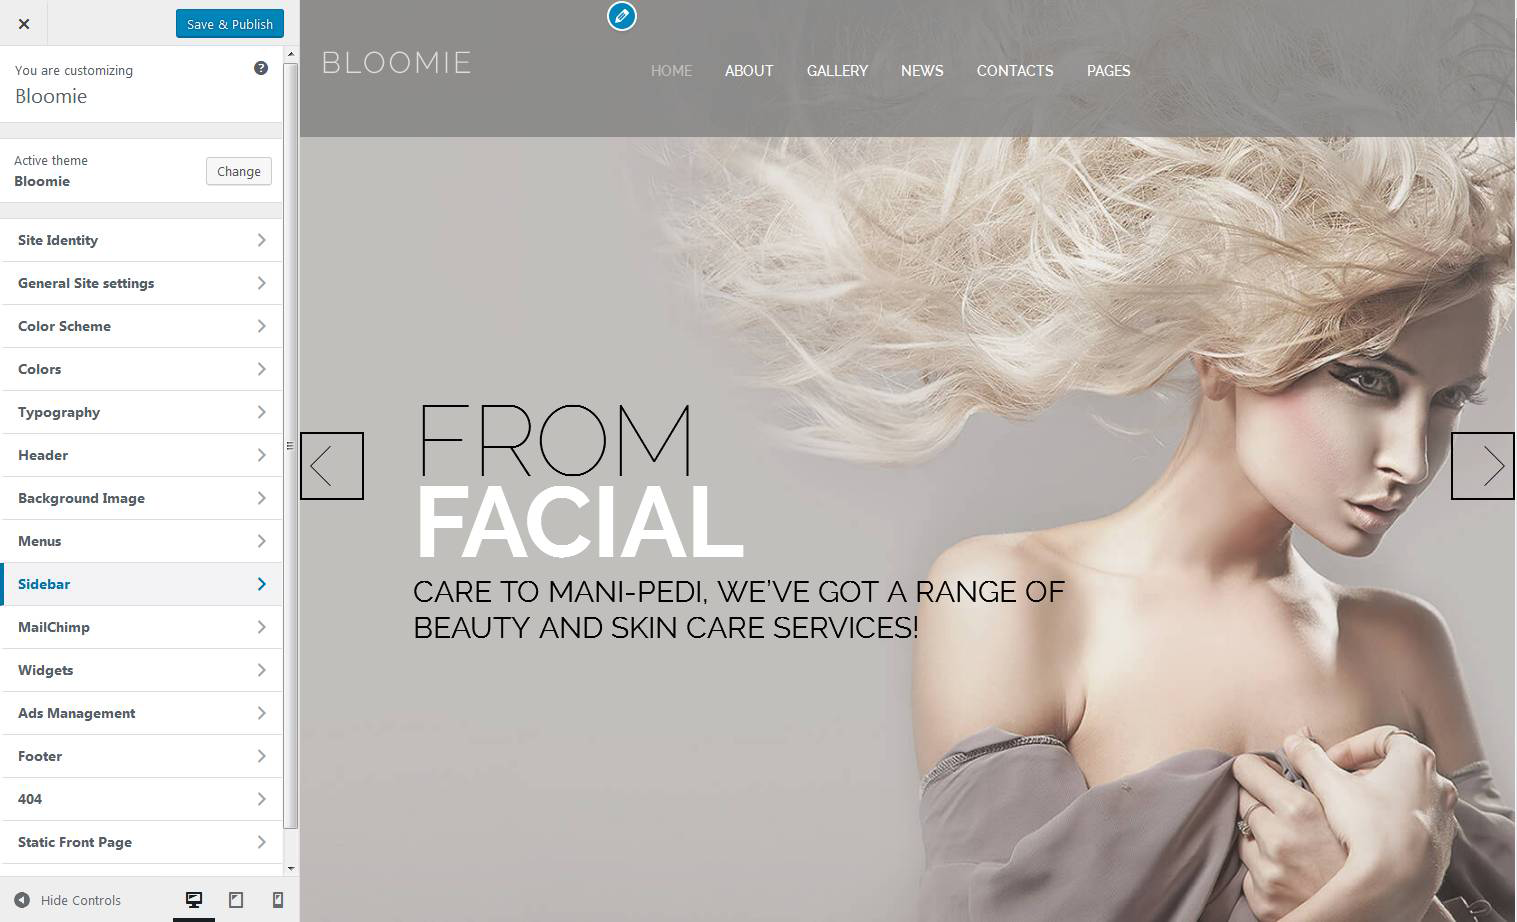 Save & Publish
You are customizing
Bloomie
Active theme
Bloomie
Change
Site Identity
General Site settings
Color Scheme
Colors
Typography
Header
Background Image
Menus
Sidebar
MailChimp
Widgets
Ads Management
Footer
404
Static Front Page
Hide Controls
BLOOMIE
HOME ABOUT GALLERY NEWS CONTACTS PAGES
FROM
FACIAL
CARE TO MANI-PEDI, WE'VE GOT A RANGE OF
BEAUTY AND SKIN CARE SERVICES!